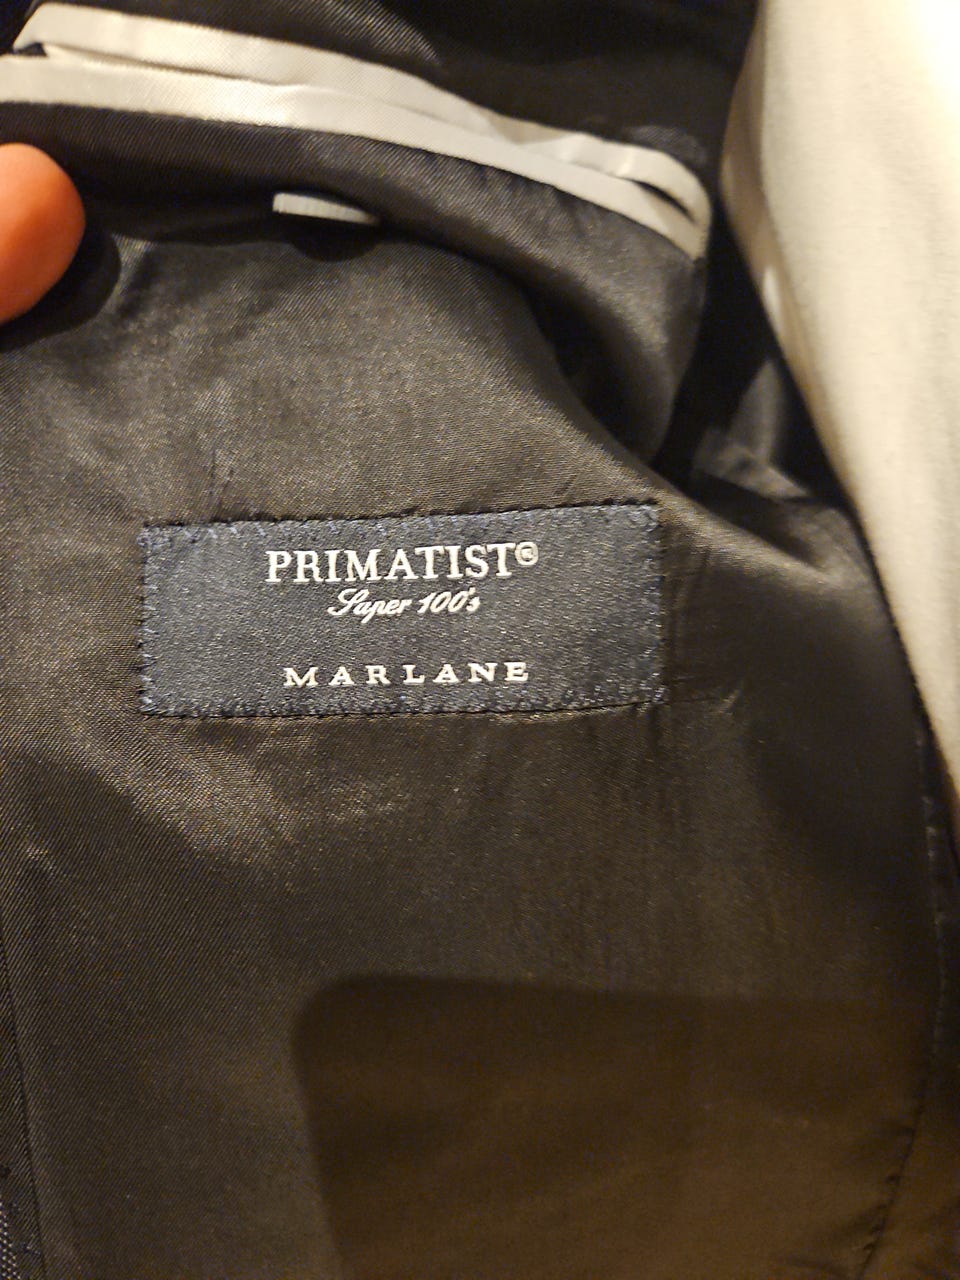 PRIMATIST®
Super 100's
MARLANE